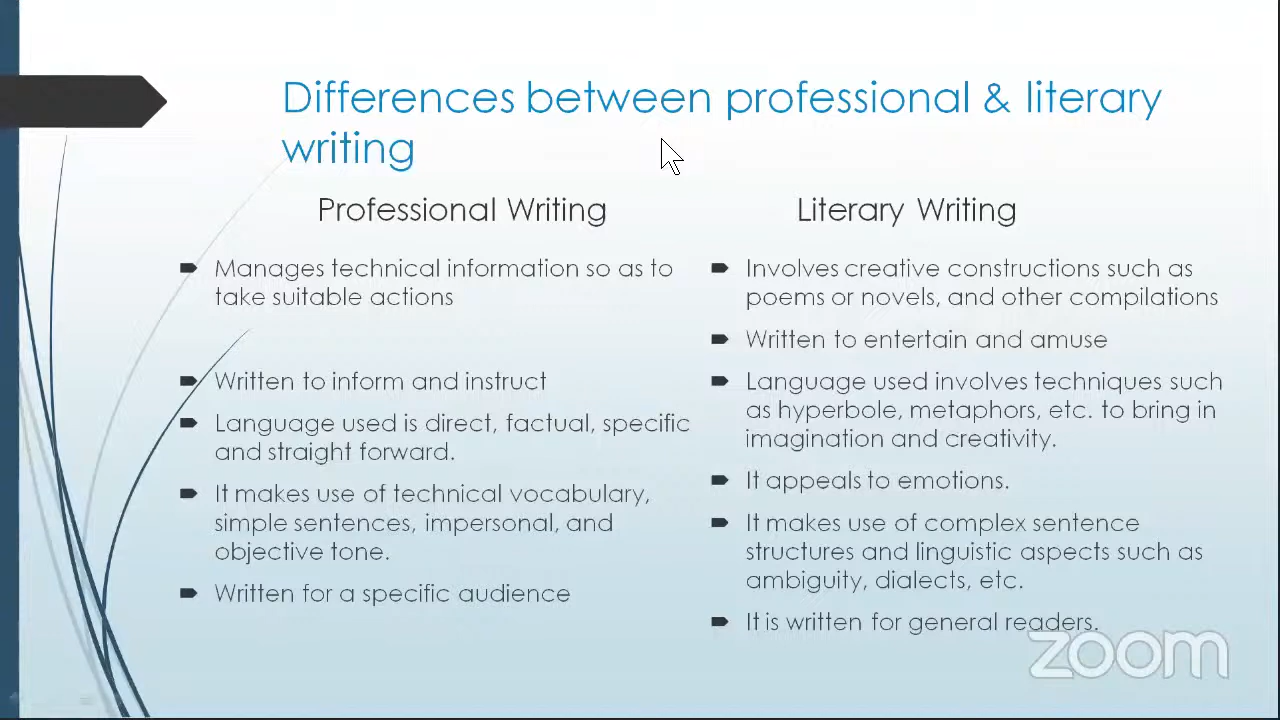 Differences between professional & literary
writing
Professional Writing
Manages technical information so as to
take suitable actions
Written to inform and instruct
Language used is direct, factual, specific
and straight forward.
It makes use of technical vocabulary,
simple sentences, impersonal, and
objective tone.
Written for a specific audience
Literary Writing
Involves creative constructions such as
poems or novels, and other compilations
Written to entertain and amuse
Language used involves techniques such
as hyperbole, metaphors, etc. to bring in
imagination and creativity.
It appeals to emotions.
It makes use of complex sentence
structures and linguistic aspects such as
ambiguity, dialects, etc.
It is written for general readers.
zoom